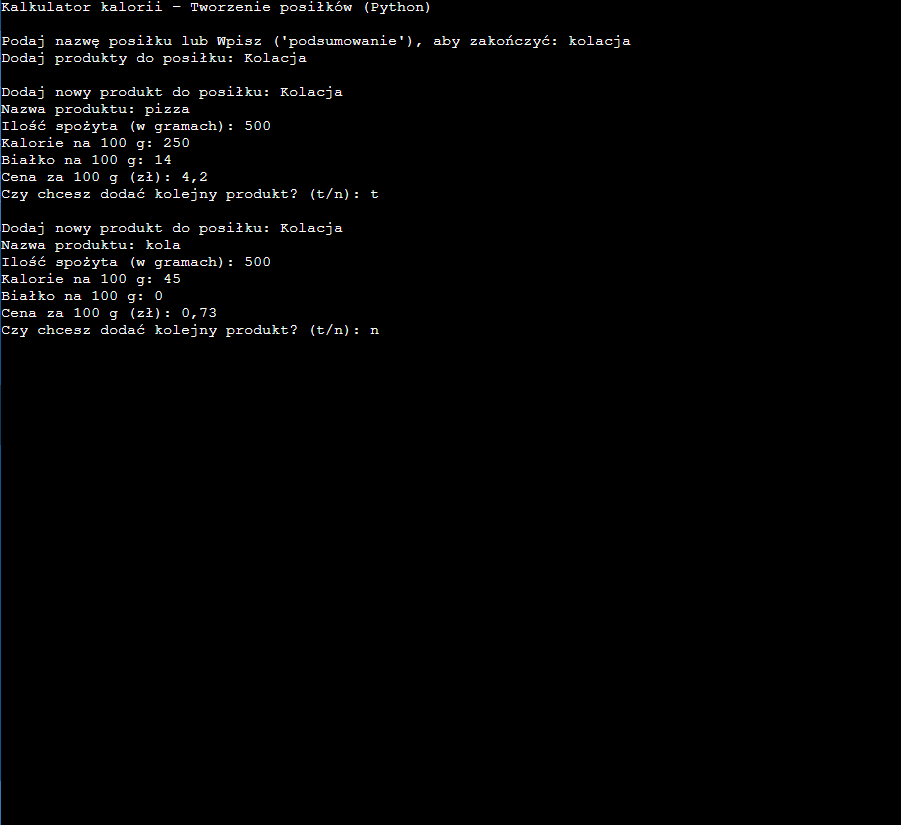 Kalkulator kalorii – Tworzenie posiłków (Python)
Podaj nazwę posiłku lub Wpisz ('podsumowanie'), aby zakończyć: kolacja
Dodaj produkty do posiłku: Kolacja
Dodaj nowy produkt do posiłku: Kolacja
Nazwa produktu: pizza
Ilość spożyta (w gramach): 500
Kalorie na 100 g: 250
Białko na 100 g: 14
Cena za 100 g (zł): 4,2
Czy chcesz dodać kolejny produkt? (t/n): t
Dodaj nowy produkt do posiłku: Kolacja
Nazwa produktu: kola
Ilość spożyta (w gramach): 500
Kalorie na 100 g: 45
Białko na 100 g: 0
Cena za 100 g (zł): 0,73
Czy chcesz dodać kolejny produkt? (t/n): n